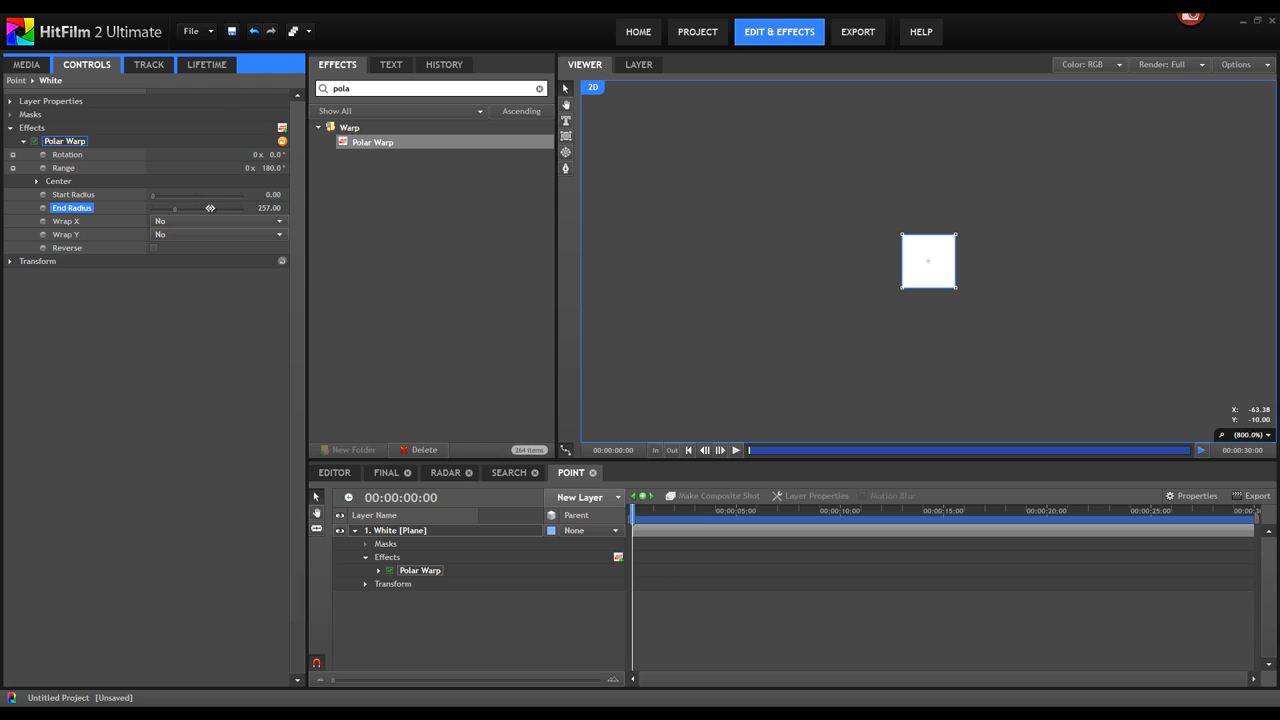 HitFilm 2 Ultimate
File
HOME
PROJECT
EDIT & EFFECTS
EXPORT
HELP
MEDIA
CONTROLS
TRACK
LIFETIME
EFFECTS
TEXT
HISTORY
VIEWER
LAYER
Color: RGB
Render: Full
Options
Point
White
pola
Show All
Ascending
Warp
Polar Warp
2D
Layer Properties
Masks
Effects
Polar Warp
Rotation
0 x 0.0°
Range
0 x 180.0°
Center
Start Radius
0.00
End Radius
257.00
Wrap X
No
Wrap Y
No
Reverse
Transform
X: -63.38
Y: -10.00
(800.0%)
New Folder
Delete
264 items
00:00:00:00
In
Out
00:00:30:00
EDITOR
FINAL
RADAR
SEARCH
POINT
00:00:00:00
New Layer
Make Composite Shot
Layer Properties
Motion Blur
Properties
Export
Layer Name
Parent
00:00:05:00
00:00:10:00
00:00:15:00
00:00:20:00
00:00:25:00
1. White [Plane]
None
Masks
Effects
Polar Warp
Transform
Untitled Project [Unsaved]